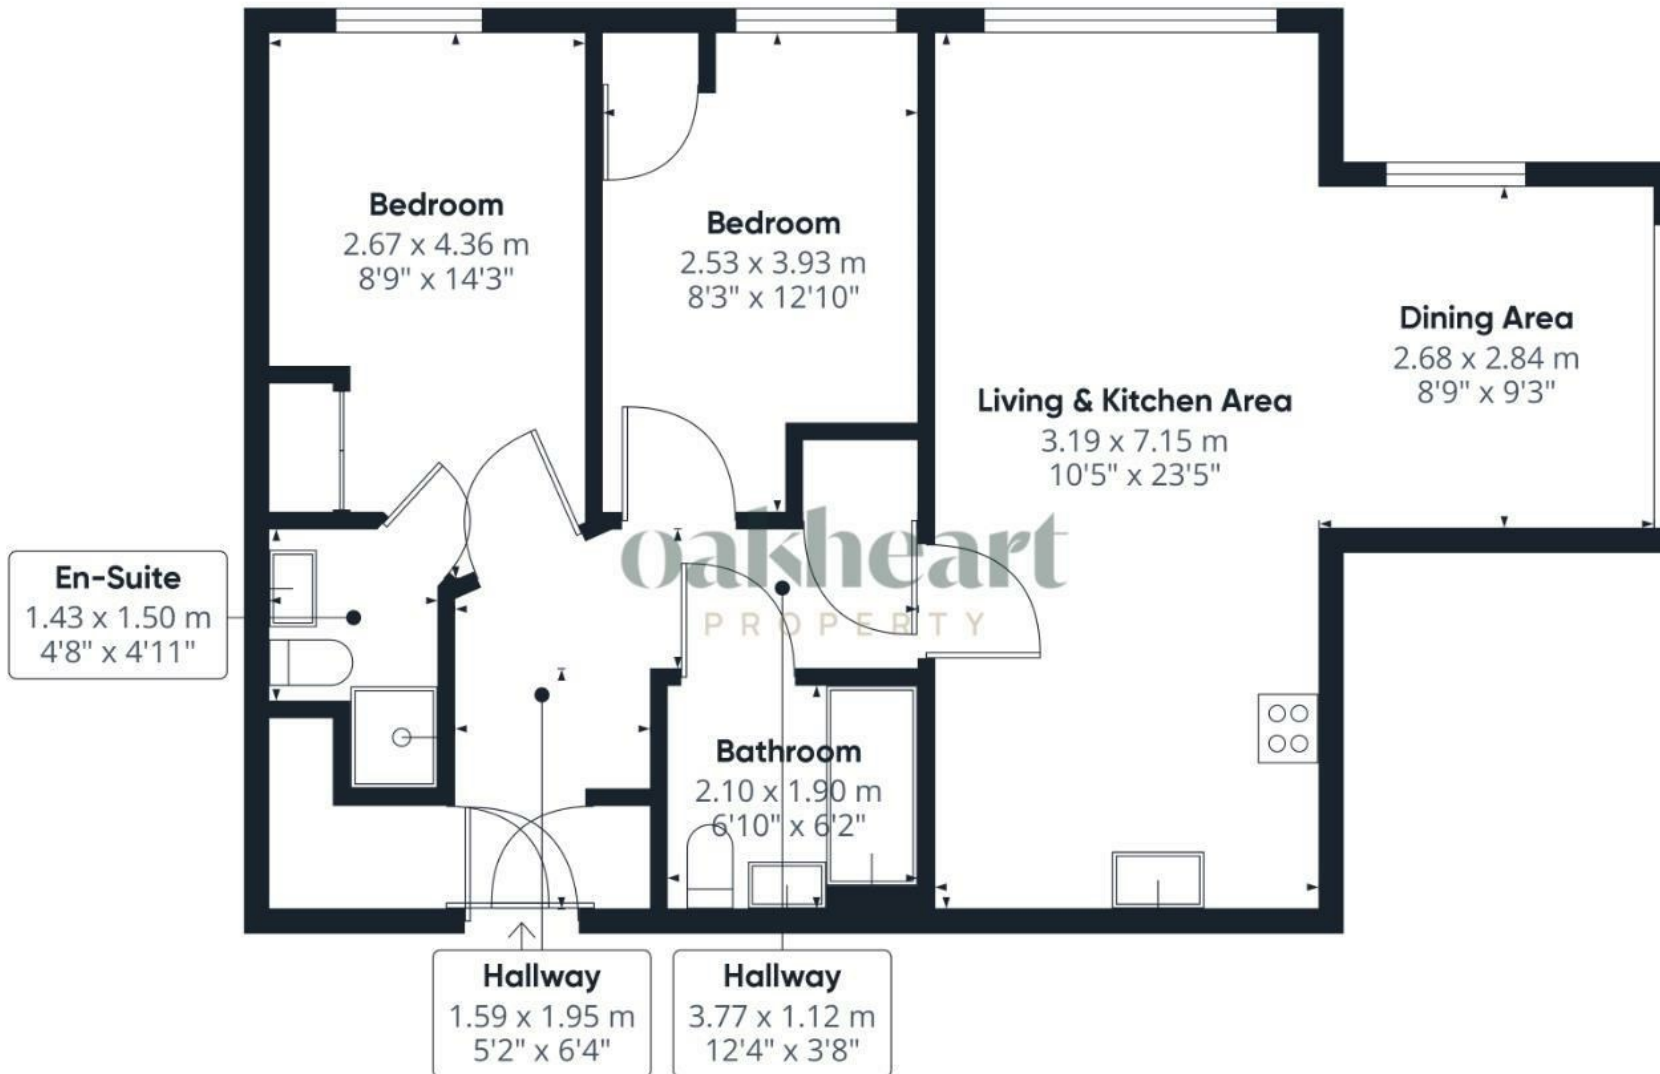 Bedroom
2.67 x 4.36 m
8'9" x 14'3"
Bedroom
2.53 x 3.93 m
8'3" x 12'10"
Dining Area
2.68 x 2.84 m
8'9" x 9'3"
Living & Kitchen Area
3.19 x 7.15 m
10'5" x 23'5"
oakheart
PROPERTY
En-Suite
1.43 x 1.50 m
4'8" x 4'11"
Bathroom
2.10 x 1.90 m
6'10" x 6'2"
Hallway
1.59 x 1.95 m
5'2" x 6'4"
Hallway
3.77 x 1.12 m
12'4" x 3'8"